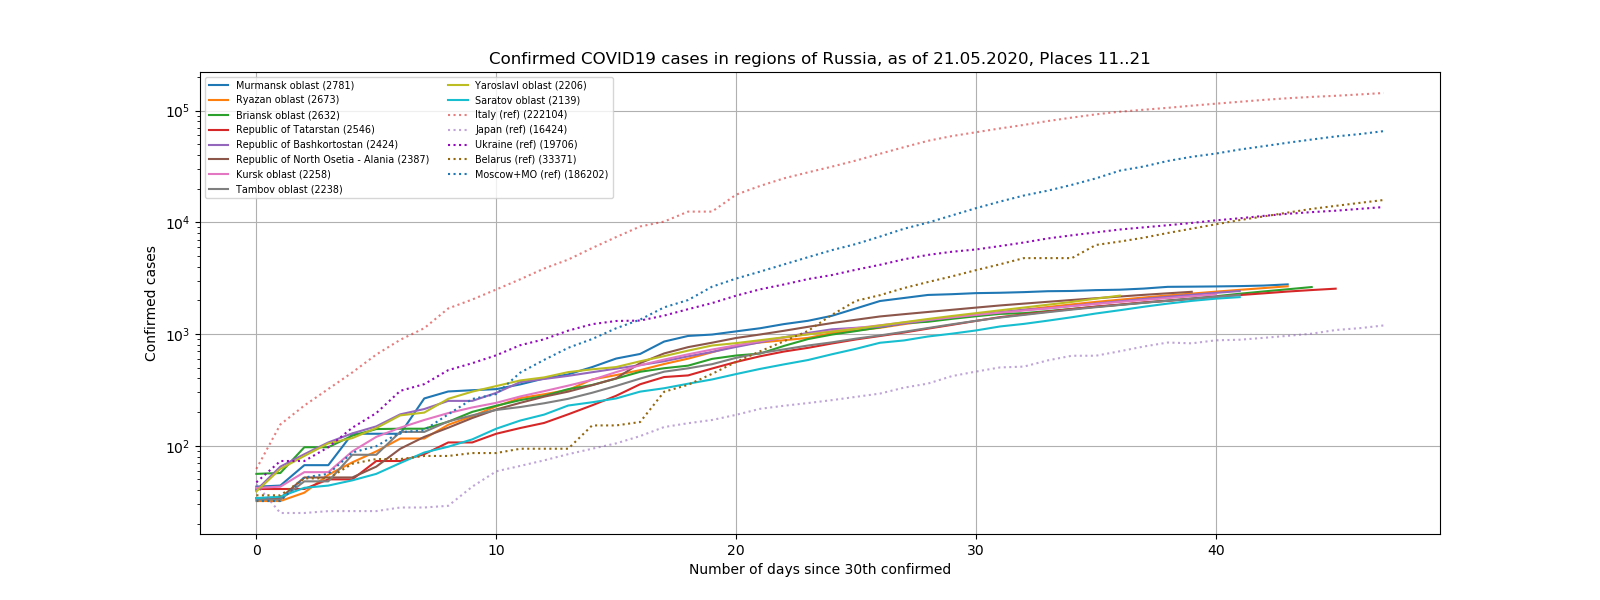 Confirmed COVID19 cases in regions of Russia, as of 21.05.2020, Places 11..21
Murmansk oblast (2781)
Ryazan oblast (2673)
Briansk oblast (2632)
Republic of Tatarstan (2546)
Republic of Bashkortostan (2424)
Republic of North Osetia - Alania (2387)
Kursk oblast (2258)
Tambov oblast (2238)
Yaroslavl oblast (2206)
Saratov oblast (2139)
Italy (ref) (222104)
Japan (ref) (16424)
Ukraine (ref) (19706)
Belarus (ref) (33371)
Moscow+MO (ref) (186202)
10⁵
10⁴
10³
10²
Confirmed cases
0 10 20 30 40
Number of days since 30th confirmed